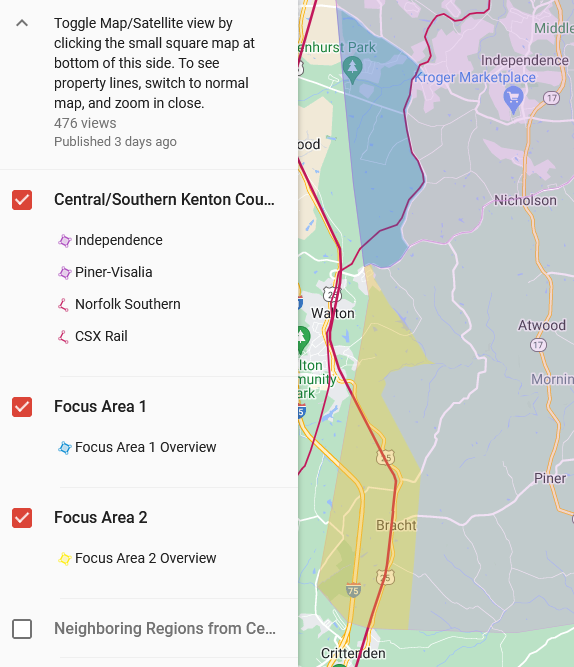 Toggle Map/Satellite view by
clicking the small square map at
bottom of this side. To see
property lines, switch to normal
map, and zoom in close.
476 views
Published 3 days ago
Central/Southern Kenton Cou...
Independence
Piner-Visalia
Norfolk Southern
CSX Rail
Focus Area 1
Focus Area 1 Overview
Focus Area 2
Focus Area 2 Overview
Neighboring Regions from Ce...
Middle
enhurst Park
Independence
Kroger Marketplace
17
ood
Nicholson
25
Walton
Atwood
17
lton
munity
ark
Mornin
75
25
Piner
Bracht
25
75
Crittenden